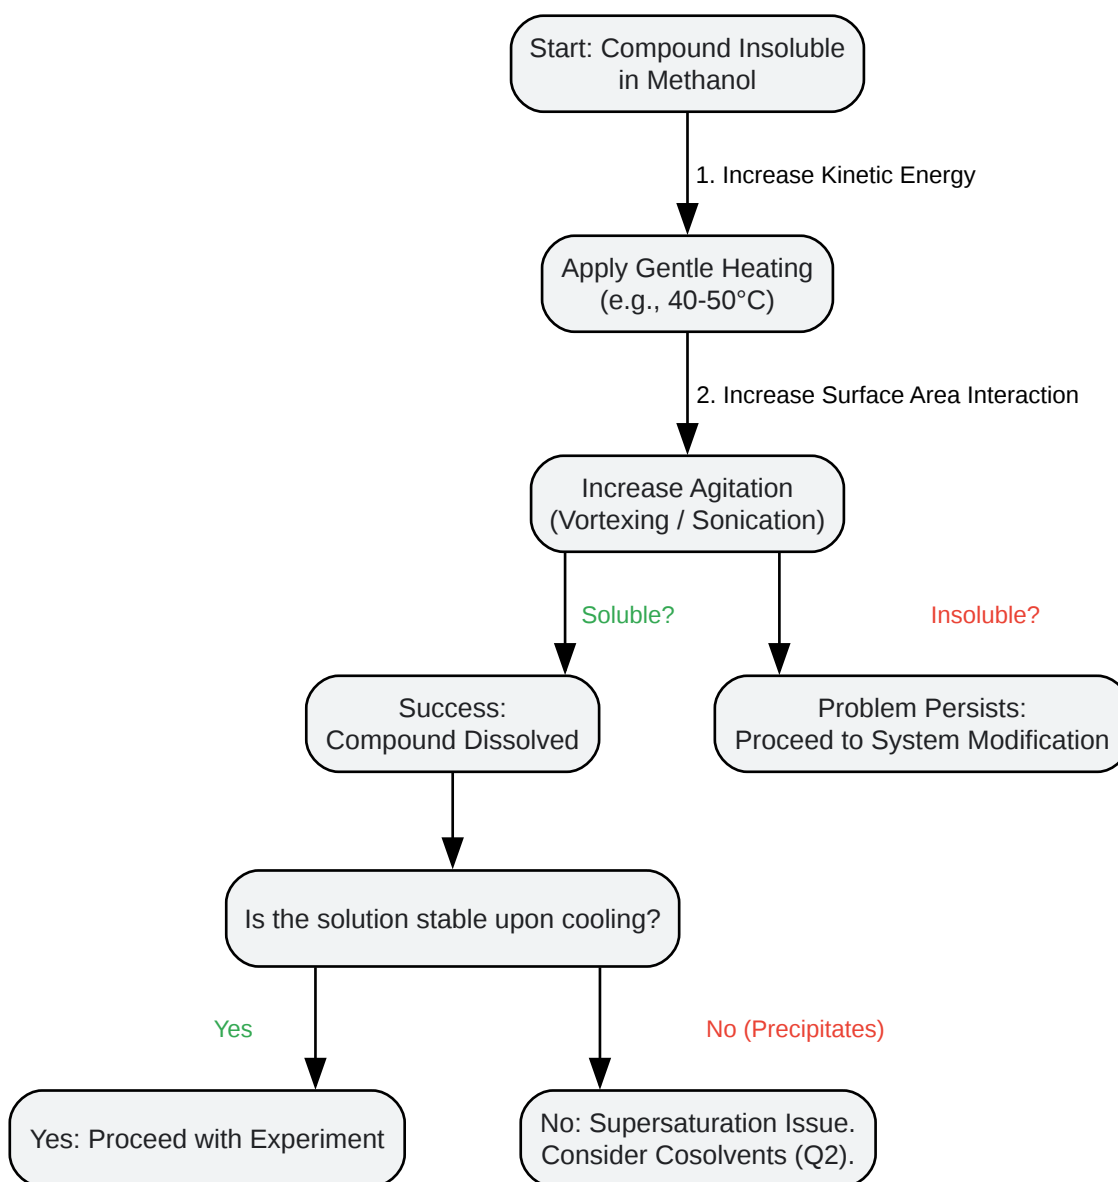 Start: Compound Insoluble
in Methanol
1. Increase Kinetic Energy
Apply Gentle Heating
(e.g., 40-50°C)
2. Increase Surface Area Interaction
Increase Agitation
(Vortexing / Sonication)
Soluble?
Insoluble?
Success:
Compound Dissolved
Problem Persists:
Proceed to System Modification
Is the solution stable upon cooling?
Yes
No (Precipitates)
Yes: Proceed with Experiment
No: Supersaturation Issue.
Consider Cosolvents (Q2).